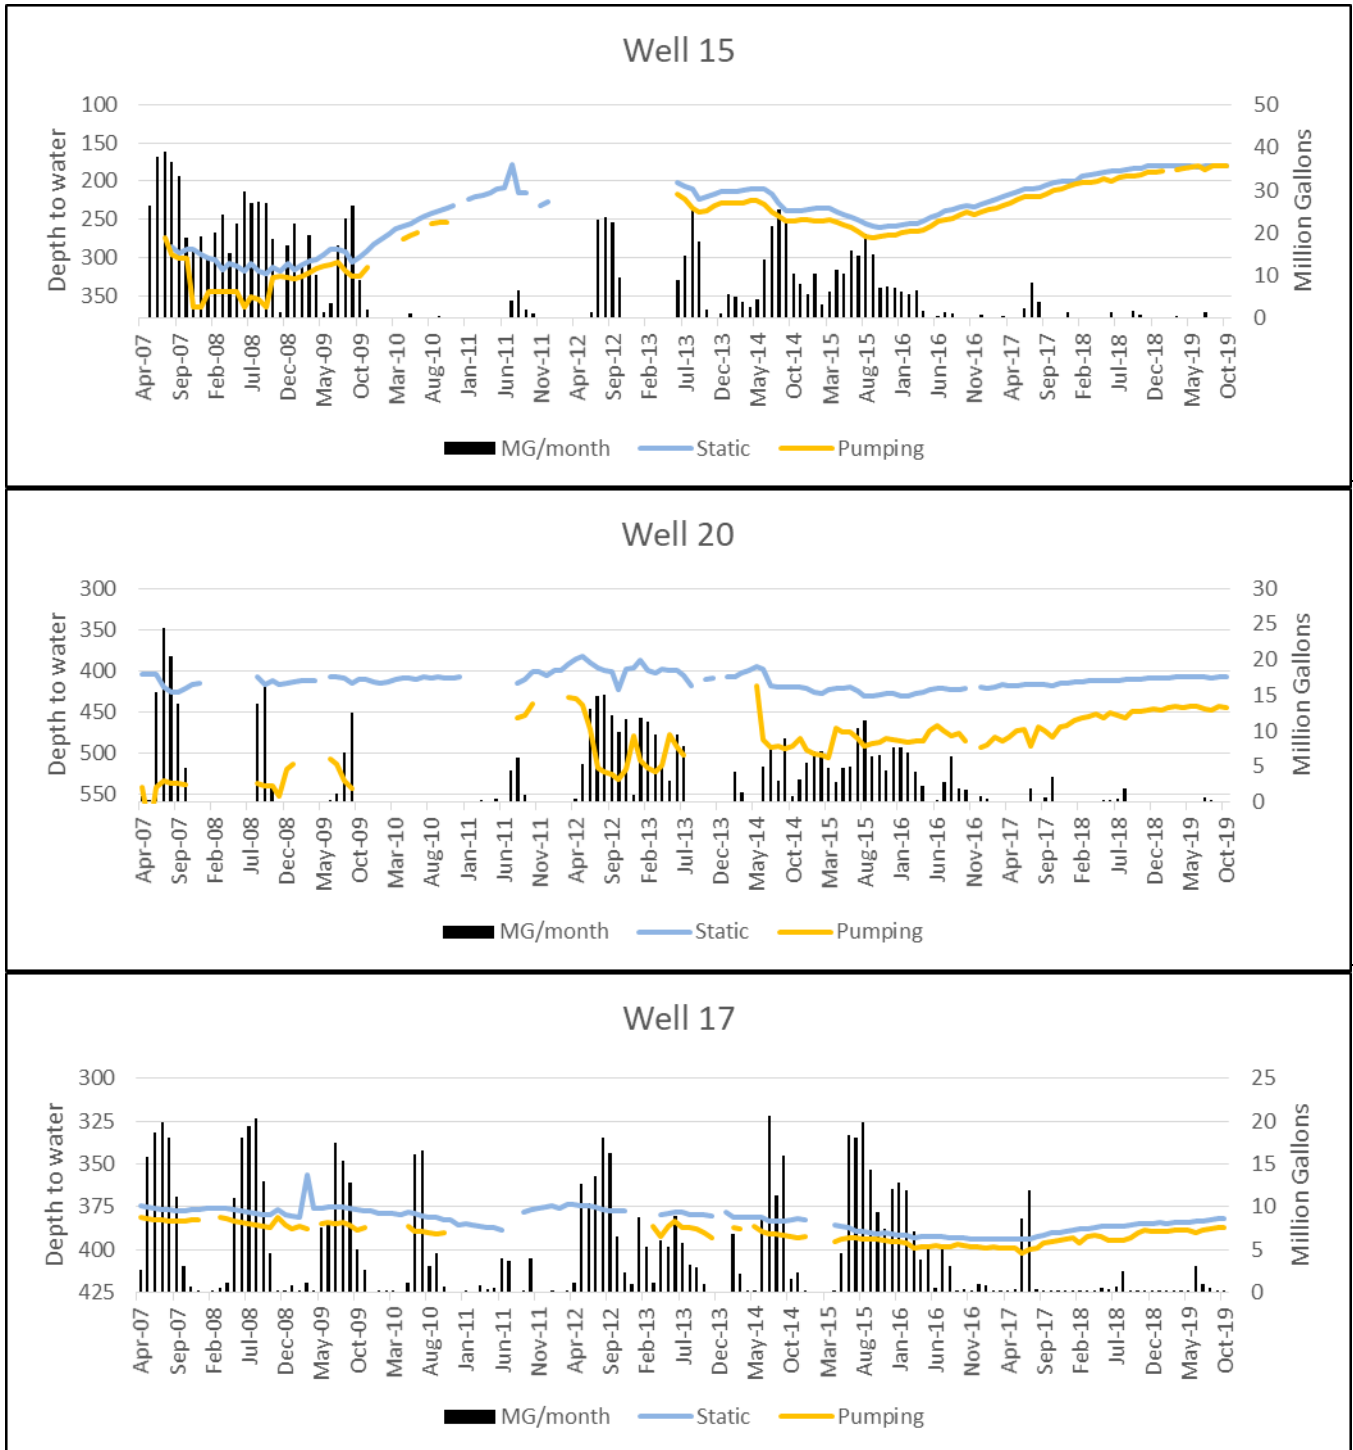 Well 15
Depth to water
Million Gallons
100 50
150 40
200 30
250 20
300 10
350 0
Apr-07 Sep-07 Feb-08 Jul-08 Dec-08 May-09 Oct-09 Mar-10 Aug-10 Jan-11 Jun-11 Nov-11 Apr-12 Sep-12 Feb-13 Jul-13 Dec-13 May-14 Oct-14 Mar-15 Aug-15 Jan-16 Jun-16 Nov-16 Apr-17 Sep-17 Feb-18 Jul-18 Dec-18 May-19 Oct-19
MG/month Static Pumping
Well 20
Depth to water
Million Gallons
300 30
350 25
400 20
450 15
500 10
550 5
0
Apr-07 Sep-07 Feb-08 Jul-08 Dec-08 May-09 Oct-09 Mar-10 Aug-10 Jan-11 Jun-11 Nov-11 Apr-12 Sep-12 Feb-13 Jul-13 Dec-13 May-14 Oct-14 Mar-15 Aug-15 Jan-16 Jun-16 Nov-16 Apr-17 Sep-17 Feb-18 Jul-18 Dec-18 May-19 Oct-19
MG/month Static Pumping
Well 17
Depth to water
Million Gallons
300 25
325 20
350 15
375 10
400 5
425 0
Apr-07 Sep-07 Feb-08 Jul-08 Dec-08 May-09 Oct-09 Mar-10 Aug-10 Jan-11 Jun-11 Nov-11 Apr-12 Sep-12 Feb-13 Jul-13 Dec-13 May-14 Oct-14 Mar-15 Aug-15 Jan-16 Jun-16 Nov-16 Apr-17 Sep-17 Feb-18 Jul-18 Dec-18 May-19 Oct-19
MG/month Static Pumping